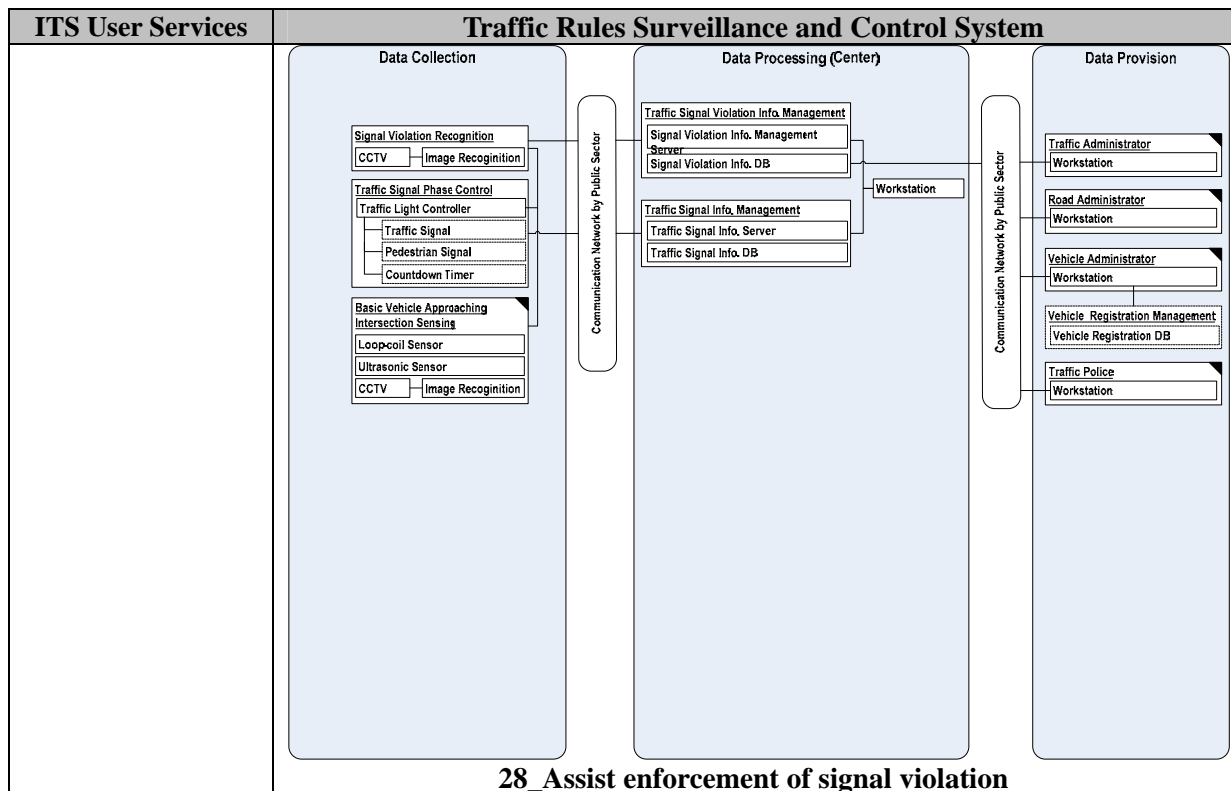 ITS User Services
Traffic Rules Surveillance and Control System
Data Collection
Signal Violation Recognition
CCTV
Image Recoginition
Traffic Signal Phase Control
Traffic Light Controller
Traffic Signal
Pedestrian Signal
Countdown Timer
Basic Vehicle Approaching
Intersection Sensing
Loop-coil Sensor
Ultrasonic Sensor
CCTV
Image Recoginition
Communication Network by Public Sector
Data Processing (Center)
Traffic Signal Violation Info. Management
Signal Violation Info. Management
Server
Signal Violation Info. DB
Workstation
Traffic Signal Info. Management
Traffic Signal Info. Server
Traffic Signal Info. DB
Communication Network by Public Sector
Data Provision
Traffic Administrator
Workstation
Road Administrator
Workstation
Vehicle Administrator
Workstation
Vehicle Registration Management
Vehicle Registration DB
Traffic Police
Workstation
28_Assist enforcement of signal violation